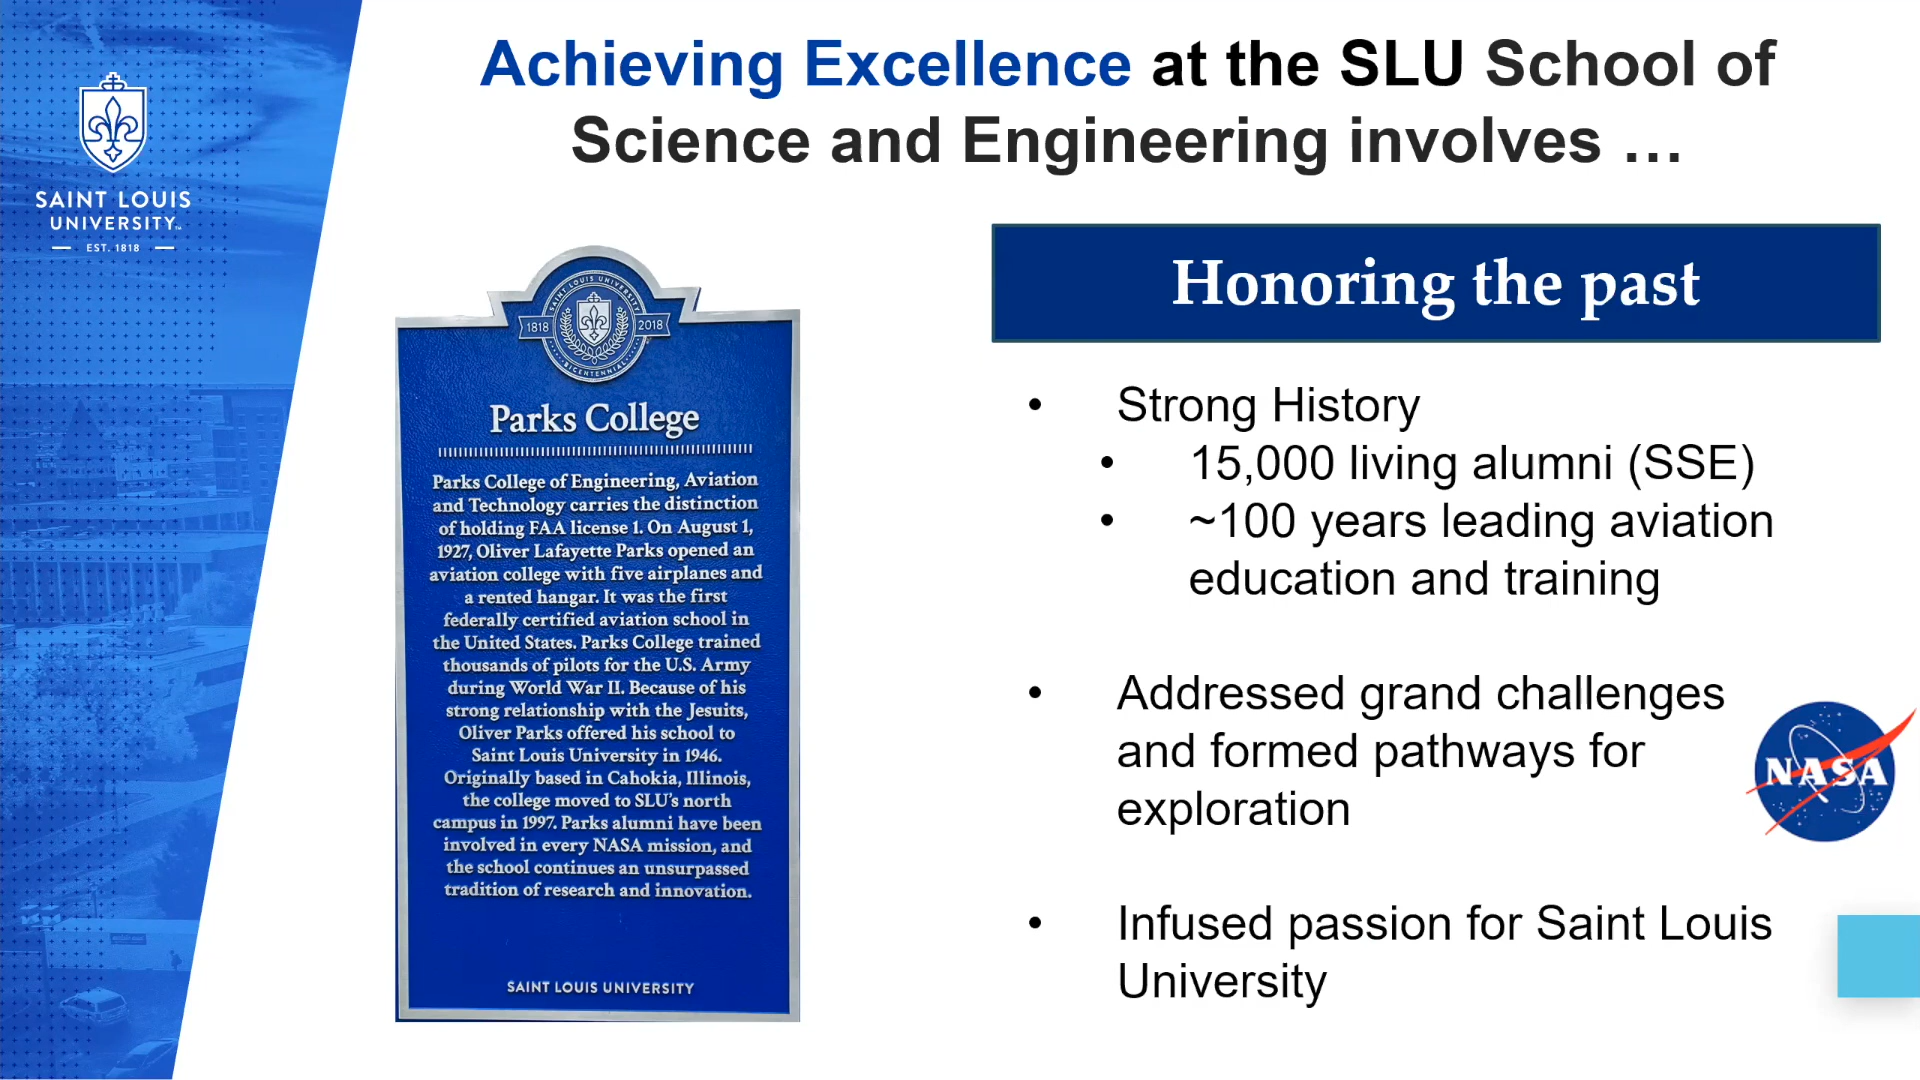 SAINT LOUIS
UNIVERSITY™
EST. 1818
Achieving Excellence at the SLU School of
Science and Engineering involves …
SAINT LOUIS UNIVERSITY
1818 2018
BICENTENNIAL
Parks College
Parks College of Engineering, Aviation
and Technology carries the distinction
of holding FAA license 1. On August 1,
1927, Oliver Lafayette Parks opened an
aviation college with five airplanes and
a rented hangar. It was the first
federally certified aviation school in
the United States. Parks College trained
thousands of pilots for the U.S. Army
during World War II. Because of his
strong relationship with the Jesuits,
Oliver Parks offered his school to
Saint Louis University in 1946.
Originally based in Cahokia, Illinois,
the college moved to SLU's north
campus in 1997. Parks alumni have been
involved in every NASA mission, and
the school continues an unsurpassed
tradition of research and innovation.
SAINT LOUIS UNIVERSITY
Honoring the past
• Strong History
• 15,000 living alumni (SSE)
• ~100 years leading aviation
education and training
• Addressed grand challenges
and formed pathways for
exploration
NASA
• Infused passion for Saint Louis
University